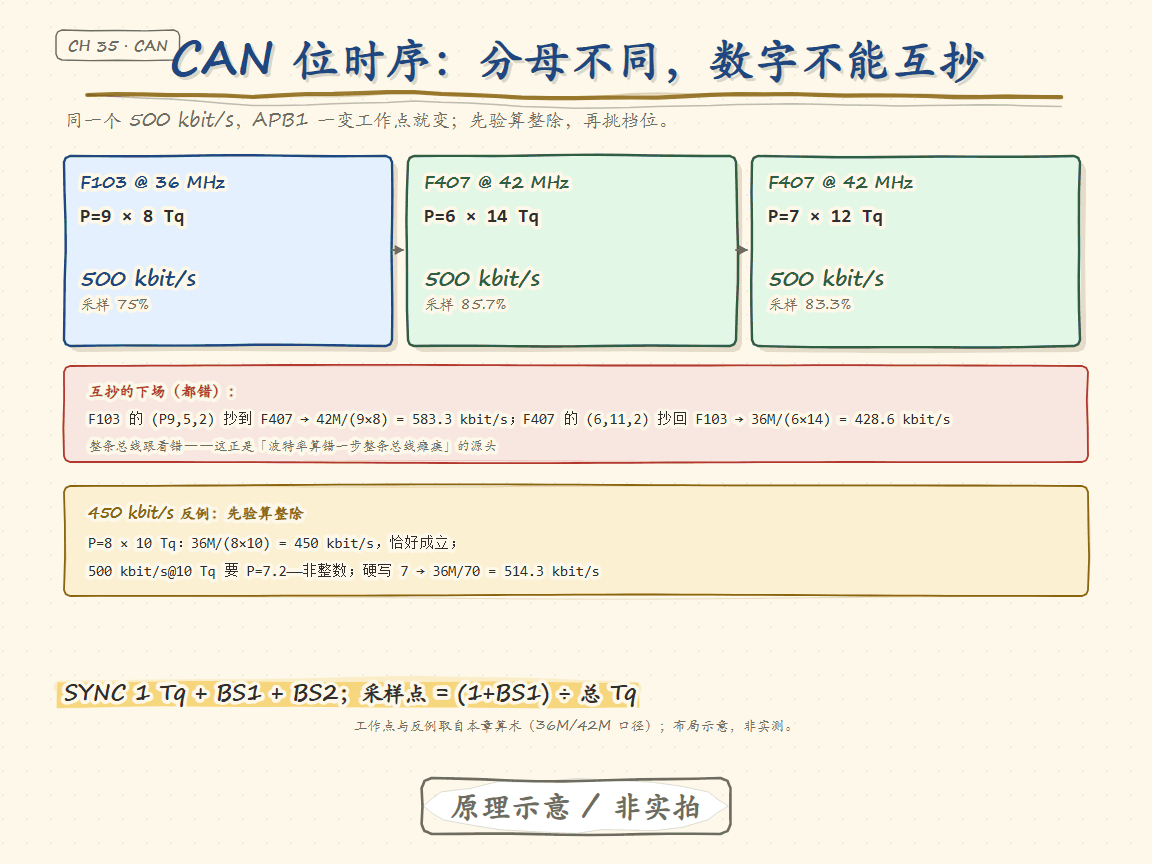 CH 35 · CAN
CAN 位时序：分母不同，数字不能互抄
同一个 500 kbit/s，APB1 一变工作点就变；先验算整除，再挑档位。
F103 @ 36 MHz
P=9 × 8 Tq
500 kbit/s
采样 75%
F407 @ 42 MHz
P=6 × 14 Tq
500 kbit/s
采样 85.7%
F407 @ 42 MHz
P=7 × 12 Tq
500 kbit/s
采样 83.3%
互抄的下场（都错）：
F103 的 (P9,5,2) 抄到 F407 → 42M/(9×8) = 583.3 kbit/s；F407 的 (6,11,2) 抄回 F103 → 36M/(6×14) = 428.6 kbit/s
整条总线跟着错——这正是「波特率算错一步整条总线瘫痪」的源头
450 kbit/s 反例：先验算整除
P=8 × 10 Tq：36M/(8×10) = 450 kbit/s，恰好成立；
500 kbit/s@10 Tq 要 P=7.2——非整数；硬写 7 → 36M/70 = 514.3 kbit/s
SYNC 1 Tq + BS1 + BS2；采样点 = (1+BS1) ÷ 总 Tq
工作点与反例取自本章算术（36M/42M 口径）；布局示意，非实测。
原理示意 / 非实拍